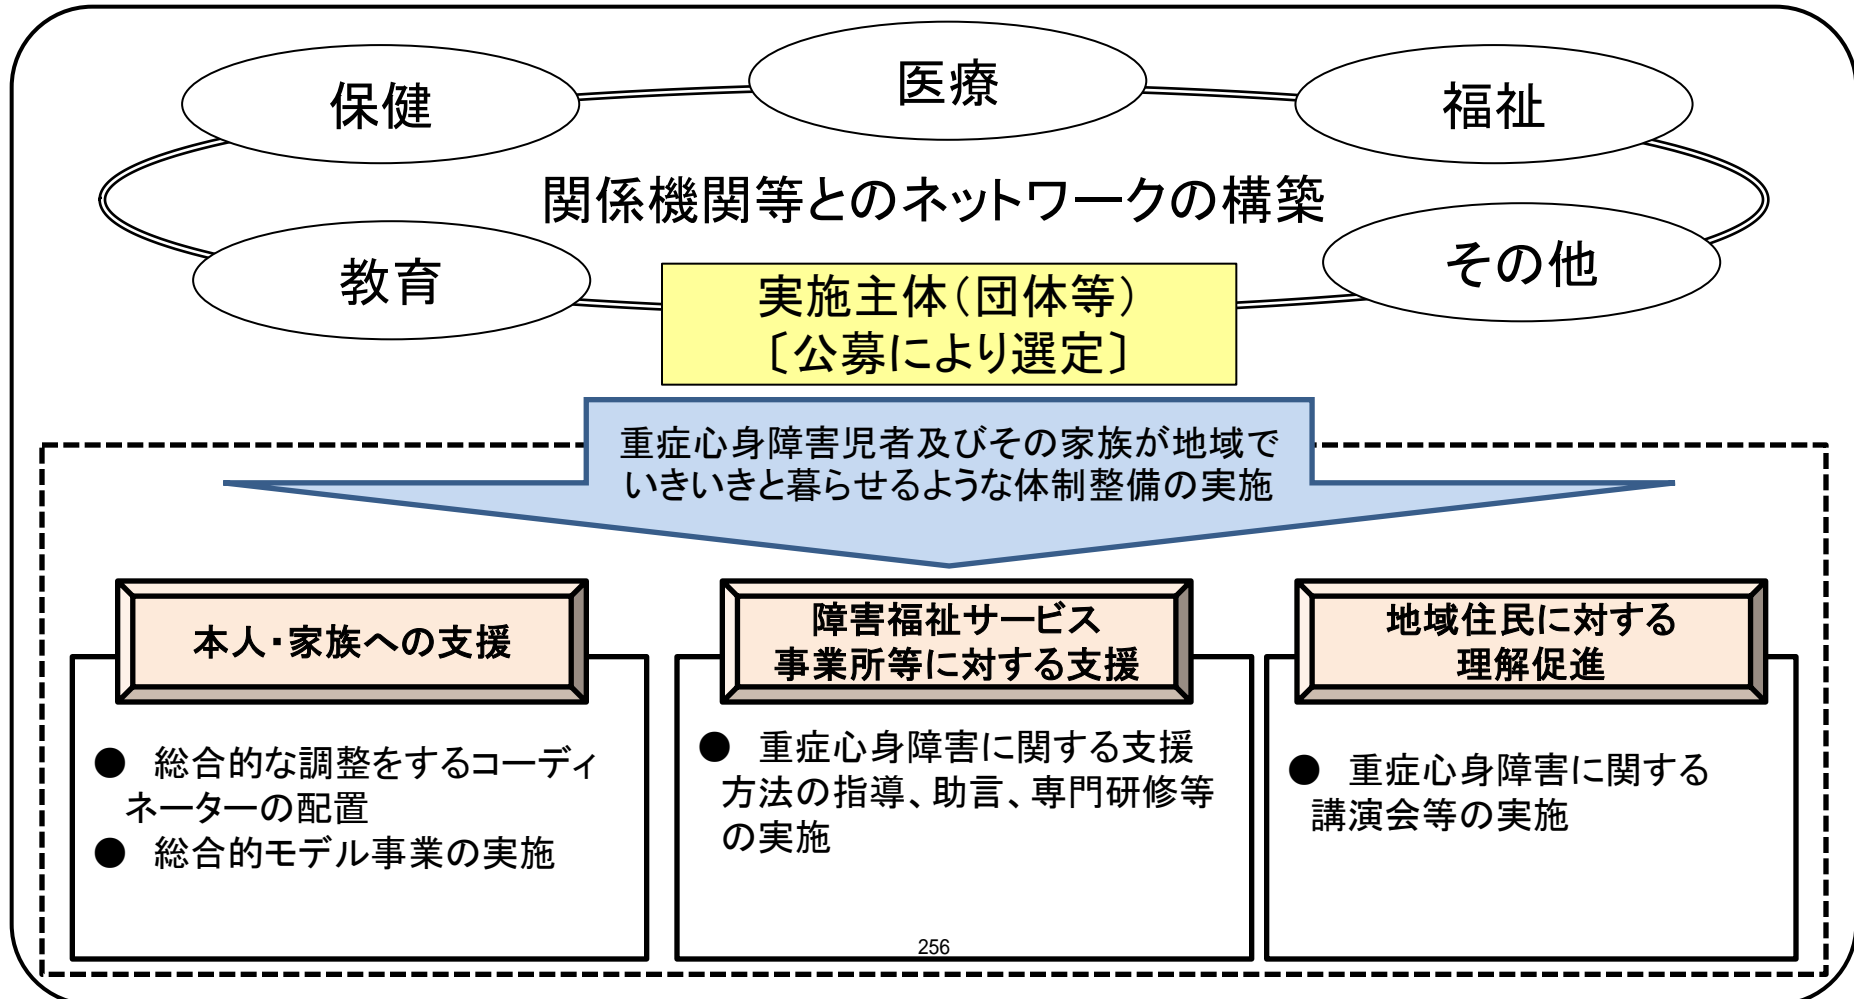 保健
医療
福祉
関係機関等とのネットワークの構築
教育
その他
実施主体（団体等）
〔公募により選定〕
重症心身障害児者及びその家族が地域で
いきいきと暮らせるような体制整備の実施
本人・家族への支援
● 総合的な調整をするコーディ
ネーターの配置
● 総合的モデル事業の実施
障害福祉サービス
事業所等に対する支援
● 重症心身障害に関する支援
方法の指導、助言、専門研修等
の実施
地域住民に対する
理解促進
● 重症心身障害に関する
講演会等の実施
256